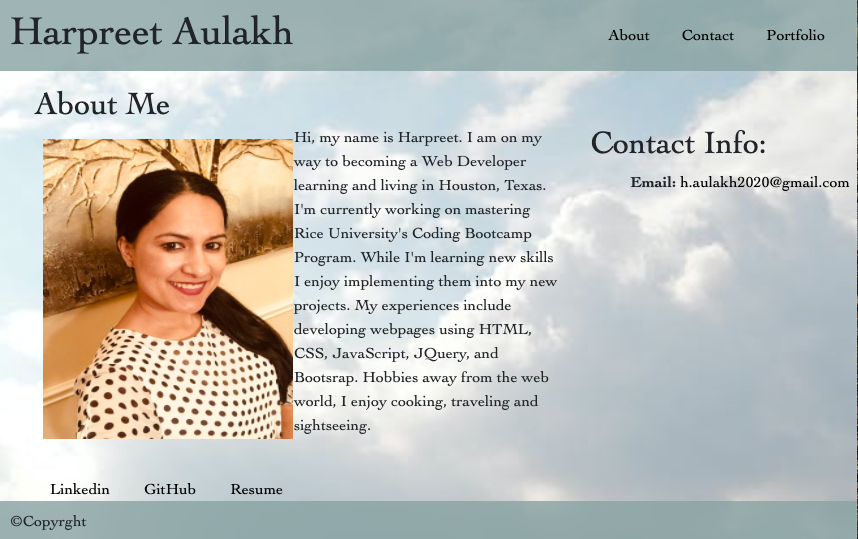 Harpreet Aulakh
About Contact Portfolio
About Me
Hi, my name is Harpreet. I am on my
way to becoming a Web Developer
learning and living in Houston, Texas.
I'm currently working on mastering
Rice University's Coding Bootcamp
Program. While I'm learning new skills
I enjoy implementing them into my new
projects. My experiences include
developing webpages using HTML,
CSS, JavaScript, JQuery, and
Bootsrap. Hobbies away from the web
world, I enjoy cooking, traveling and
sightseeing.
Contact Info:
Email: h.aulakh2020@gmail.com
Linkedin GitHub Resume
©Copyrght